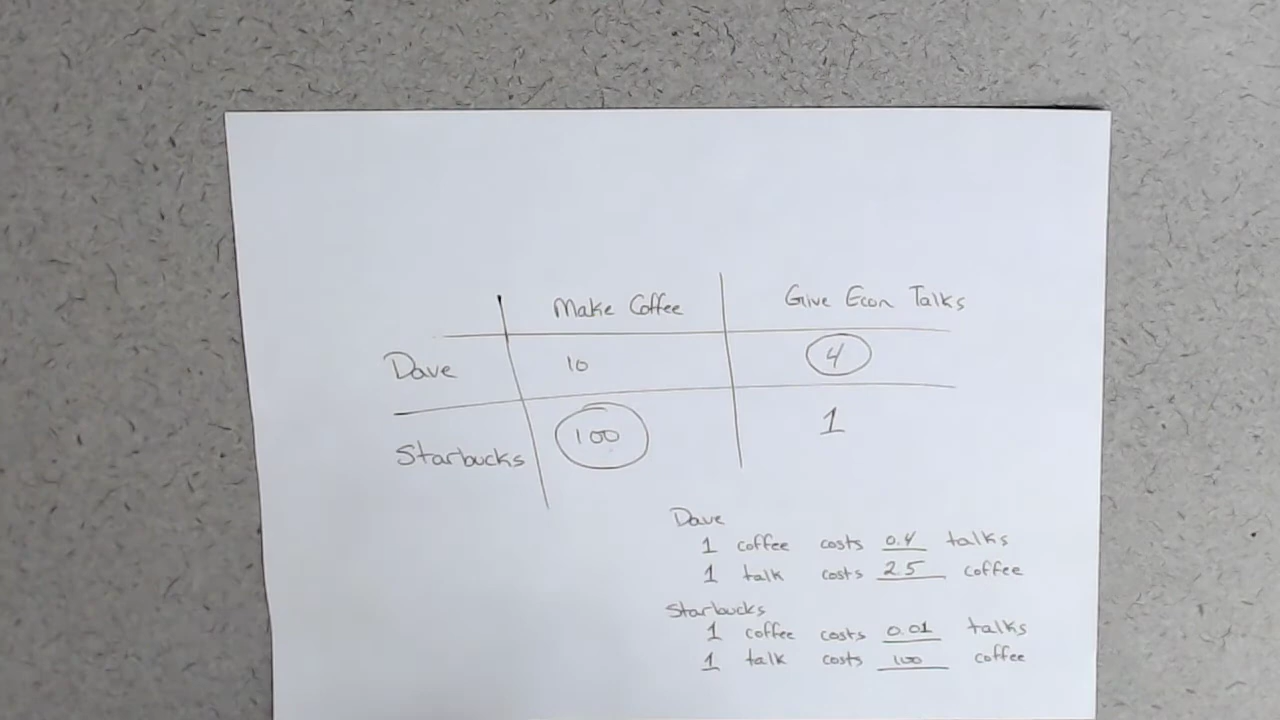 Make Coffee Give Econ Talks
Dave 10 4
Starbucks 100 1
Dave
1 coffee costs 0.4 talks
1 talk costs 2.5 coffee
Starbucks
1 coffee costs 0.01 talks
1 talk costs 100 coffee